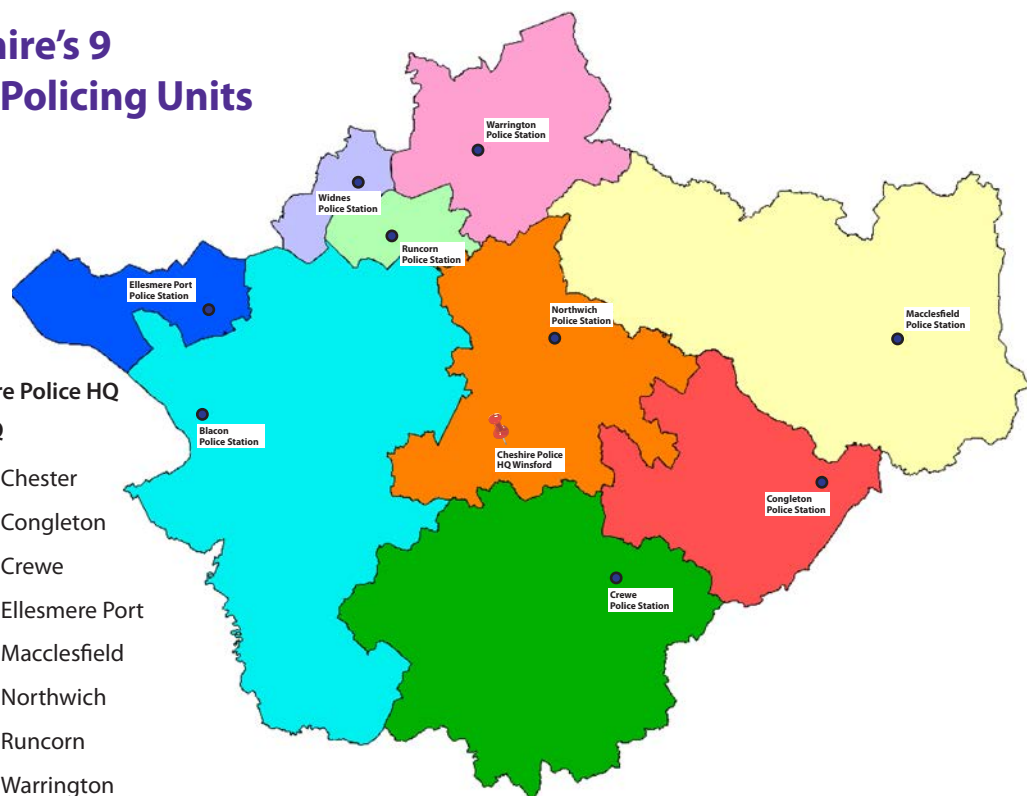 ire's 9
Policing Units
Warrington
Police Station
Widnes
Police Station
Runcorn
Police Station
Ellesmere Port
Police Station
Northwich
Police Station
Macclesfield
Police Station
re Police HQ
Q
Blacon
Police Station
Cheshire Police
HQ Winsford
Chester
Congleton
Police Station
Congleton
Crewe
Crewe
Police Station
Ellesmere Port
Macclesfield
Northwich
Runcorn
Warrington